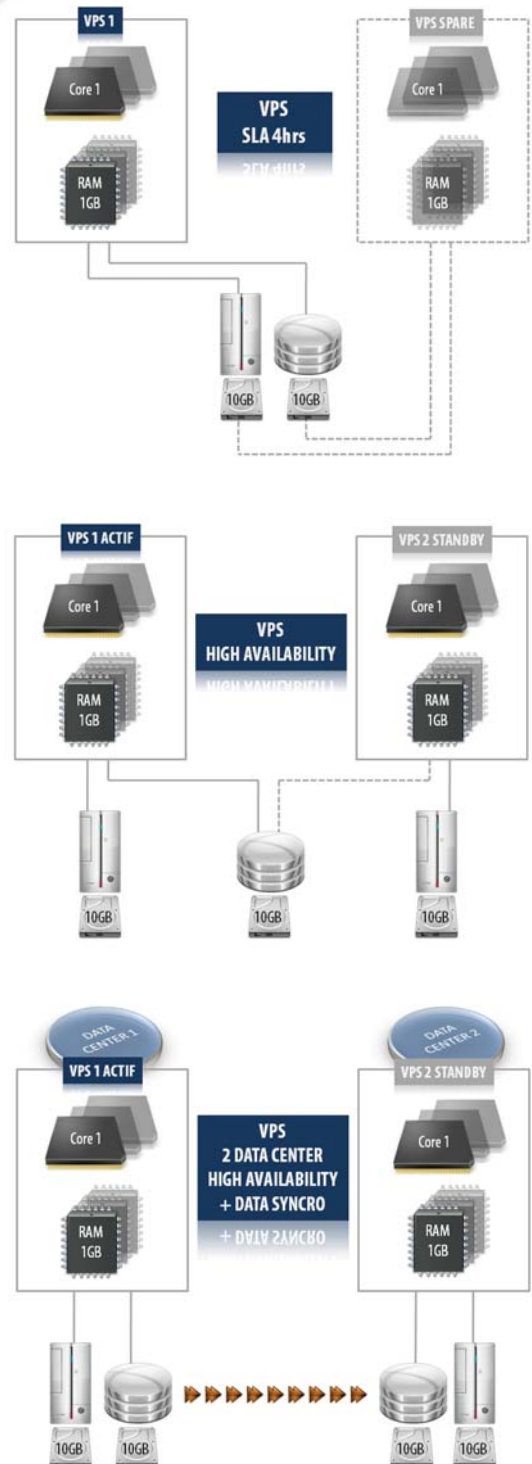 VPS 1
VPS SPARE
Core 1
Core 1
VPS
SLA 4hrs
RAM
1GB
RAM
1GB
10GB
10GB
VPS 1 ACTIF
VPS 2 STANDBY
Core 1
Core 1
VPS
HIGH AVAILABILITY
RAM
1GB
RAM
1GB
10GB
10GB
10GB
DATA
CENTER 1
DATA
CENTER 2
VPS 1 ACTIF
VPS 2 STANDBY
Core 1
Core 1
VPS
2 DATA CENTER
HIGH AVAILABILITY
+ DATA SYNCRO
RAM
1GB
RAM
1GB
10GB
10GB
10GB
10GB